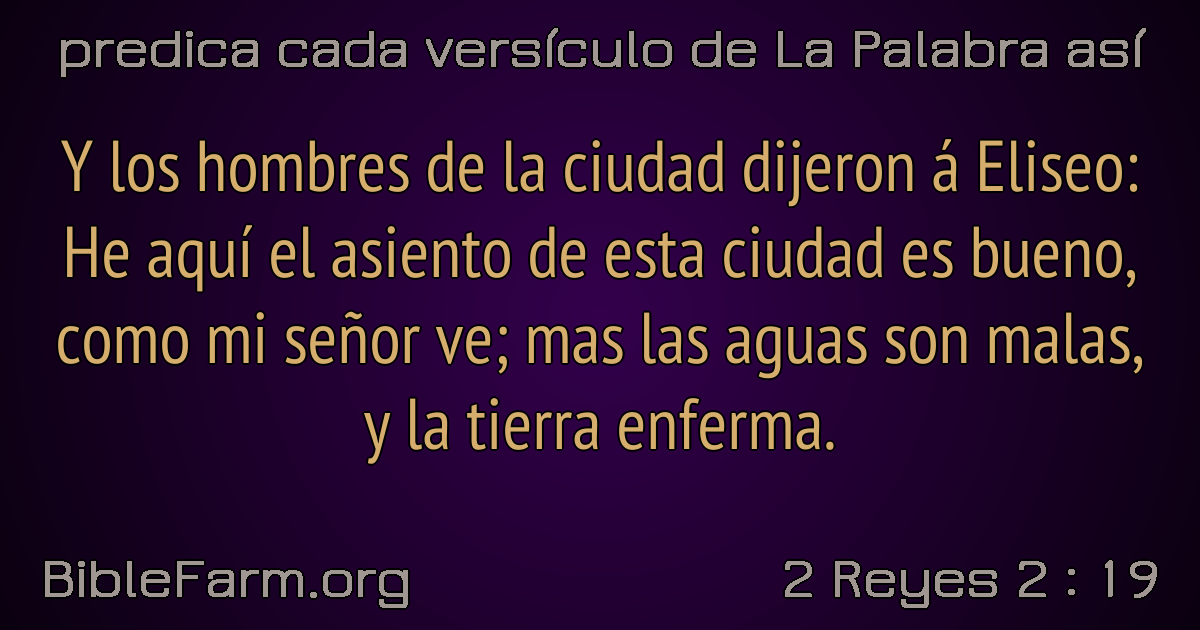 predica cada versículo de La Palabra así
Y los hombres de la ciudad dijeron á Eliseo:
He aquí el asiento de esta ciudad es bueno,
como mi señor ve; mas las aguas son malas,
y la tierra enferma.
BibleFarm.org
2 Reyes 2 : 19